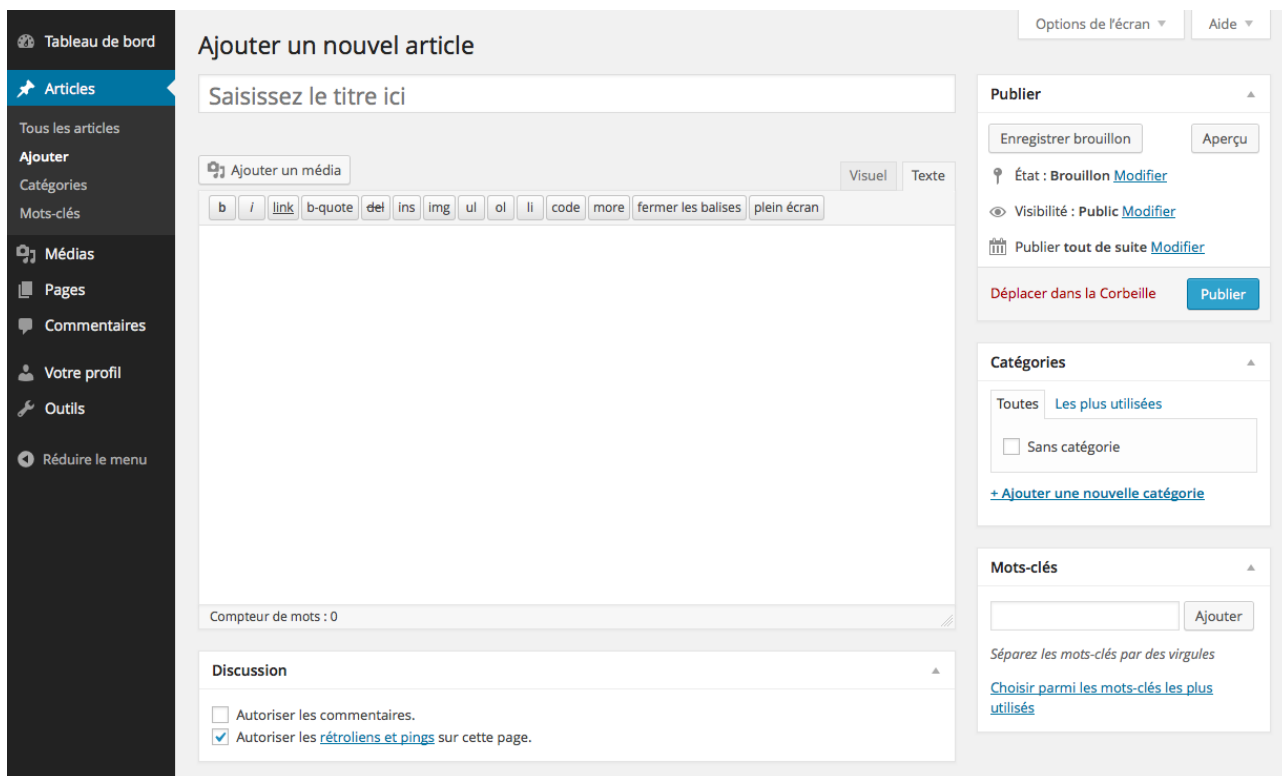 Options de l'écran
Aide
Tableau de bord
Articles
Tous les articles
Ajouter
Catégories
Mots-clés
Médias
Pages
Commentaires
Votre profil
Outils
Réduire le menu
Ajouter un nouvel article
Saisissez le titre ici
Ajouter un média
Visuel
Texte
b i link b-quote del ins img ul ol li code more fermer les balises plein écran
Compteur de mots : 0
Discussion
Autoriser les commentaires.
Autoriser les rétroliens et pings sur cette page.
Publier
Enregistrer brouillon
Aperçu
État : Brouillon Modifier
Visibilité : Public Modifier
Publier tout de suite Modifier
Déplacer dans la Corbeille
Publier
Catégories
Toutes
Les plus utilisées
Sans catégorie
+ Ajouter une nouvelle catégorie
Mots-clés
Ajouter
Séparez les mots-clés par des virgules
Choisir parmi les mots-clés les plus
utilisés